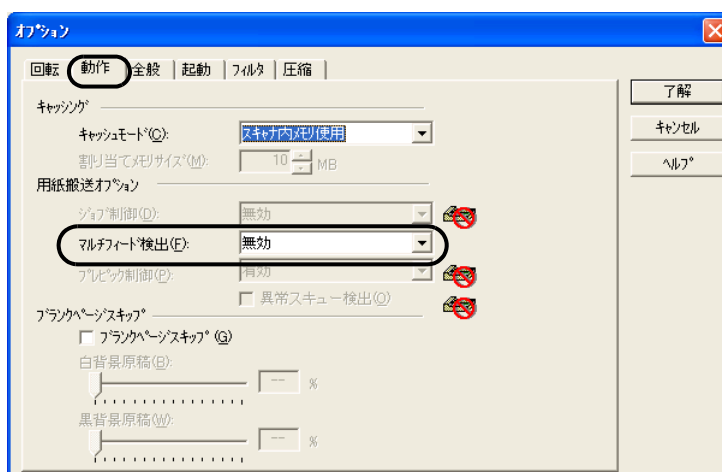 オプション
回転 動作 全般 起動 フィルタ 圧縮
了解
キャンセル
ヘルプ
キャッシング
キャッシュモード(C): スキャナ内メモリ使用
割り当てメモリサイズ(M): 10 MB
用紙搬送オプション
ジョブ制御(D): 無効
マルチフィード検出(F): 無効
プレピック制御(P): 有効
異常スキュー検出(O)
ブランクページスキップ
ブランクページスキップ(G)
白背景原稿(B):
-- %
黒背景原稿(W):
-- %